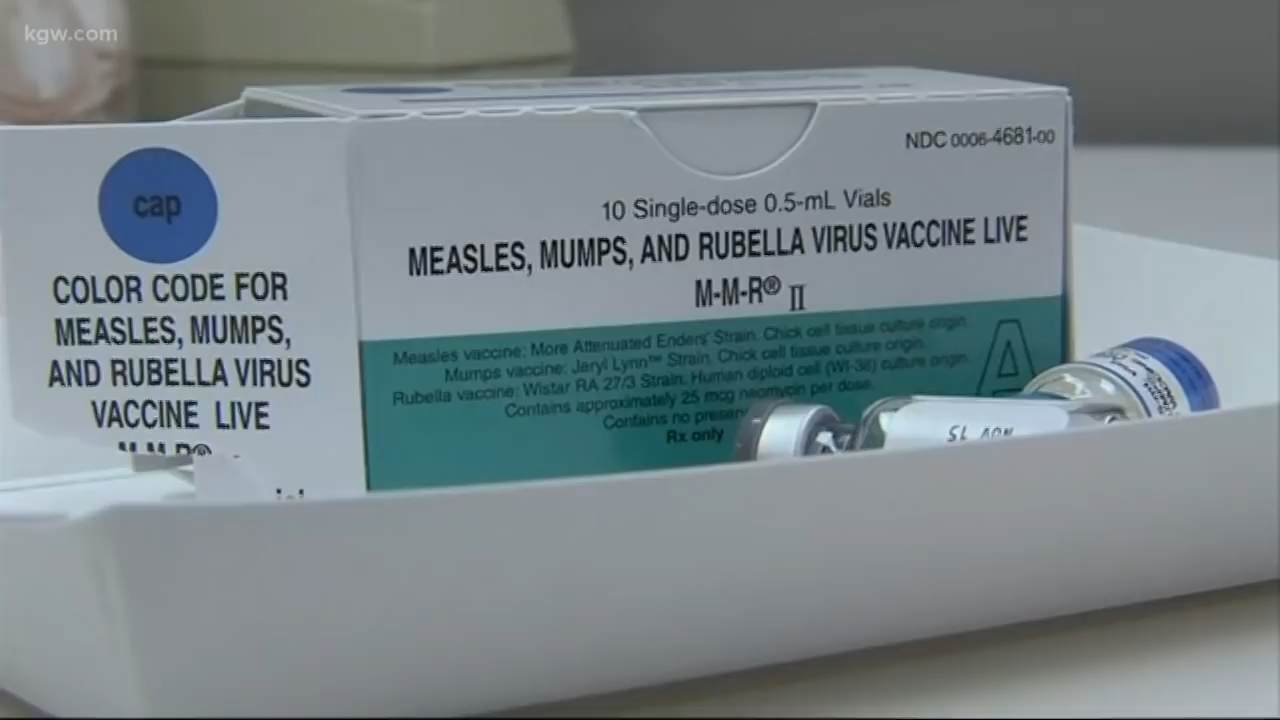 kgw.com
cap
COLOR CODE FOR
MEASLES, MUMPS,
AND RUBELLA VIRUS
VACCINE LIVE
M-M-R®
NDC 0006-4681-00
10 Single-dose 0.5-mL Vials
MEASLES, MUMPS, AND RUBELLA VIRUS VACCINE LIVE
M-M-R® II
Measles vaccine: More Attenuated Enders' Strain. Chick cell tissue culture origin.
Mumps vaccine: Jeryl Lynn™ Strain. Chick cell tissue culture origin.
Rubella vaccine: Wistar RA 27/3 Strain. Human diploid cell (WI-38) culture origin.
Contains approximately 25 mcg neomycin per dose.
Contains no preserv
Rx only
A